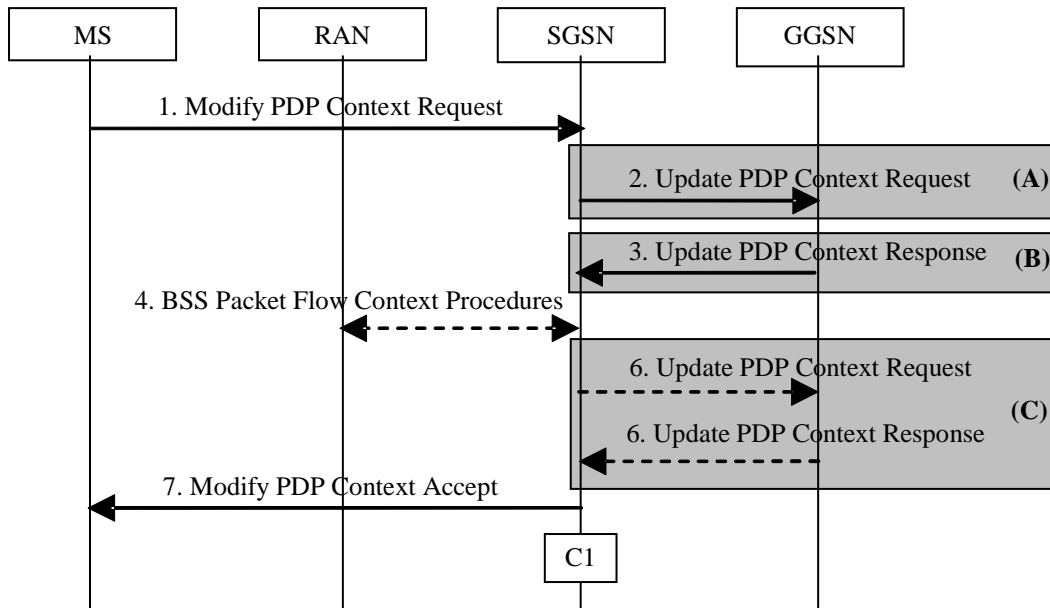 MS
RAN
SGSN
GGSN
1. Modify PDP Context Request
2. Update PDP Context Request
(A)
3. Update PDP Context Response
(B)
4. BSS Packet Flow Context Procedures
6. Update PDP Context Request
(C)
6. Update PDP Context Response
7. Modify PDP Context Accept
C1